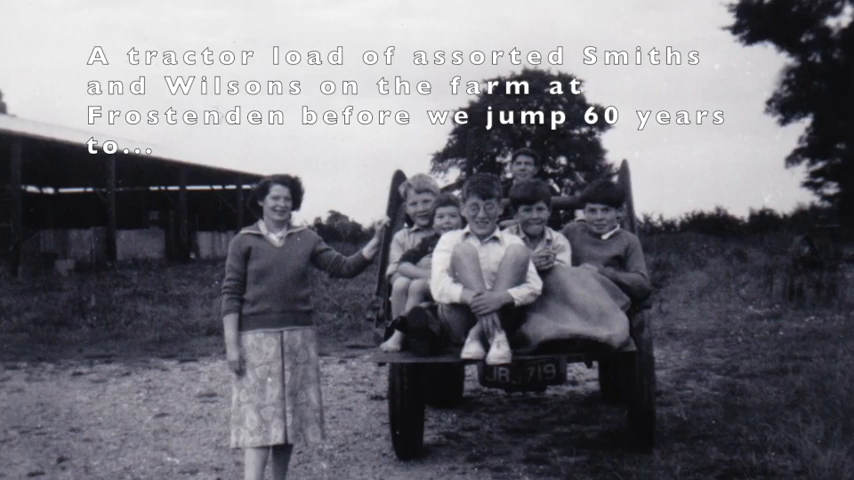 A tractor load of assorted Smiths
and Wilsons on the farm at
Frostenden before we jump 60 years
to...